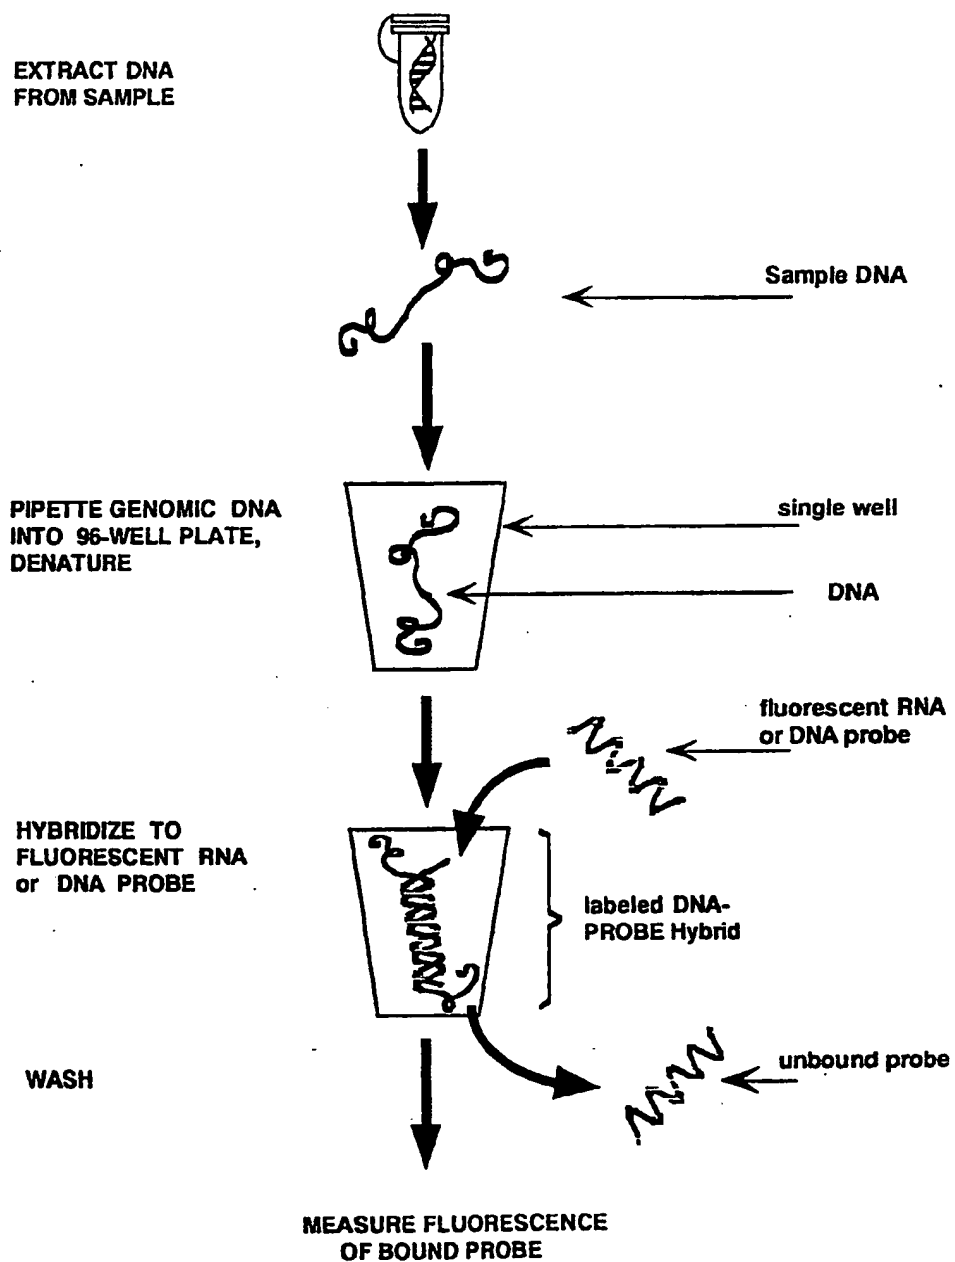 EXTRACT DNA
FROM SAMPLE
Sample DNA
PIPETTE GENOMIC DNA
INTO 96-WELL PLATE,
DENATURE
single well
DNA
fluorescent RNA
or DNA probe
HYBRIDIZE TO
FLUORESCENT RNA
or DNA PROBE
labeled DNA-
PROBE Hybrid
unbound probe
WASH
MEASURE FLUORESCENCE
OF BOUND PROBE